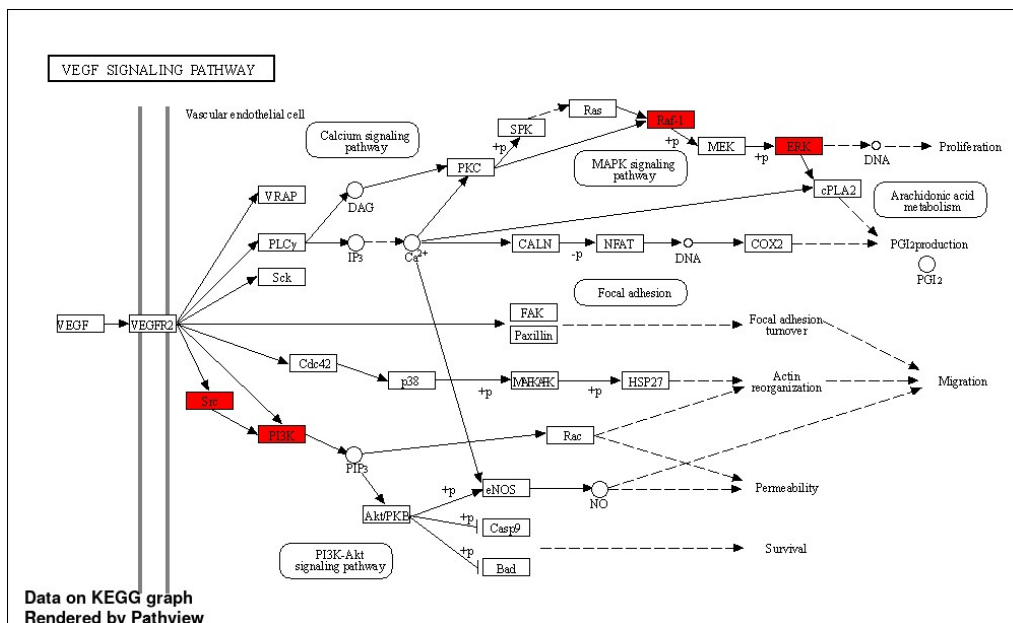 VEGF SIGNALING PATHWAY
Vascular endothelial cell
Calcium signaling
pathway
SPK
Ras
Raf-1
+p
+p
MEK
+p
ERK
DNA
Proliferation
PKC
MAPK signaling
pathway
cPLA2
Arachidonic acid
metabolism
VRAP
DAG
PLCγ
IP3
Ca2+
CALN
-p
NFAT
DNA
COX2
PGI2production
PGI2
Sck
Focal adhesion
VEGF
VEGFR2
FAK
Paxillin
Focal adhesion
turnover
Cdc42
p38
+p
+p
HSP27
Actin
reorganization
Migration
Src
PI3K
PIP3
Rac
Akt/PKB
+p
eNOS
NO
Permeability
+p
Casp9
+p
Bad
Survival
PI3K-Akt
signaling pathway
Data on KEGG graph
Rendered by Pathview